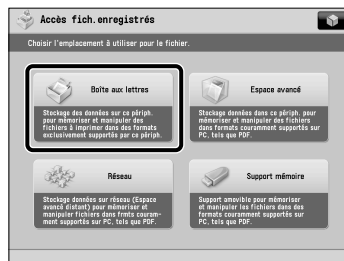 Accès fich.enregistrés
Choisir l'emplacement à utiliser pour le fichier.
Boîte aux lettres
Stockage des données sur ce périph.
pour mémoriser et manipuler des
fichiers à imprimer dans des formats
exclusivement supportés par ce périph.
Espace avancé
Stockage données dans ce périph. pour
mémoriser et manipuler des fichiers
dans formats couramment supportés sur
PC, tels que PDF.
Réseau
Stockage données sur réseau (Espace
avancé distant) pour mémoriser et
manipuler fichiers dans frmts couram-
ment supportés sur PC, tels que PDF.
Support mémoire
Support amovible pour mémoriser
et manipuler les fichiers dans des
formats couramment supportés sur
PC, tels que PDF.